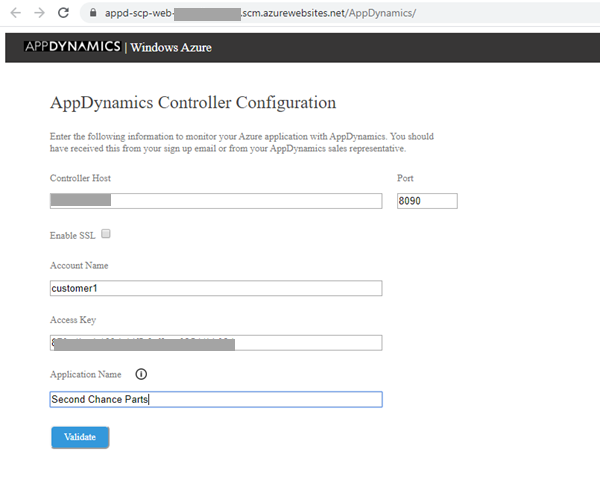 appd-scp-web- .scm.azurewebsites.net/AppDynamics/
APPDYNAMICS | Windows Azure
AppDynamics Controller Configuration
Enter the following information to monitor your Azure application with AppDynamics. You should
have received this from your sign up email or from your AppDynamics sales representative.
Controller Host Port
8090
Enable SSL
Account Name
customer1
Access Key
Application Name
Second Chance Parts
Validate